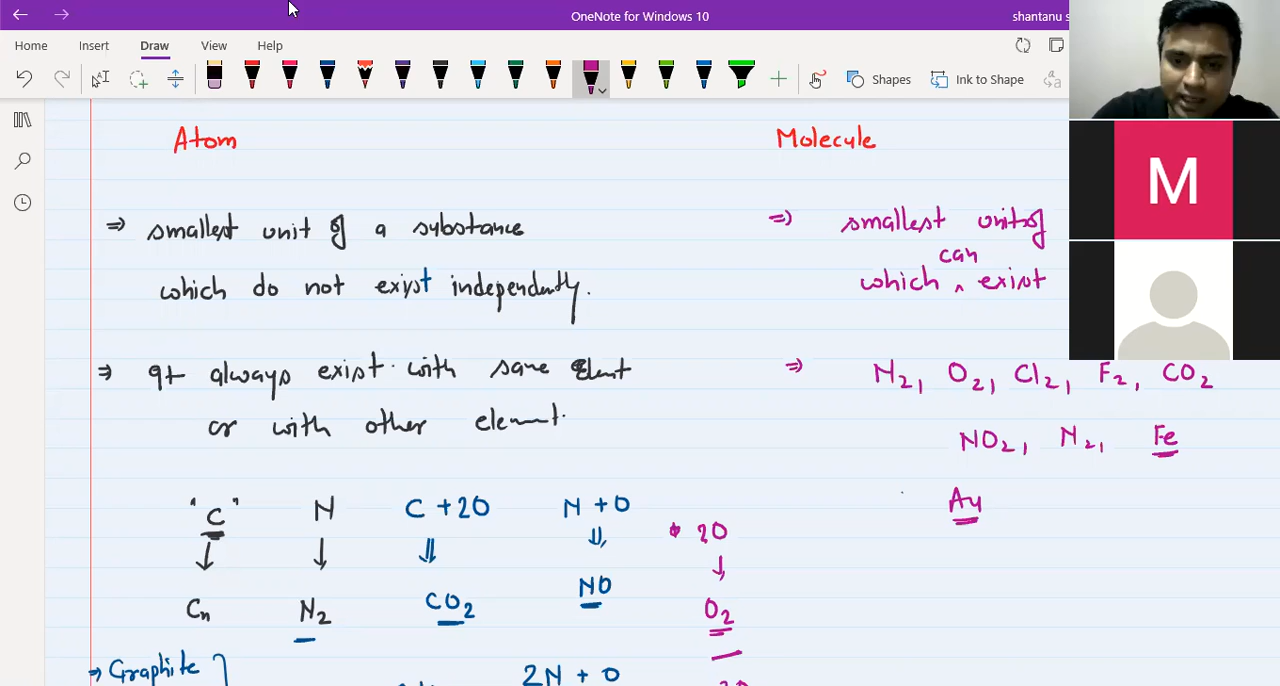 OneNote for Windows 10
shantanu s
Home Insert Draw View Help
Shapes Ink to Shape
Atom
Molecule
⇒ smallest unit of a substance
which do not exist independently.
⇒ smallest unit of
can
which ^ exist
⇒ It always exist with same
or with other element.
⇒ N2, O2, Cl2, F2, CO2
NO2, N2, Fe
Au
"C" N C + 2O N + O
2O
↓ ↓ ⇓ ⇓ ↓
Cn N2 CO2 NO O2
→ Graphite }
2N + O
M